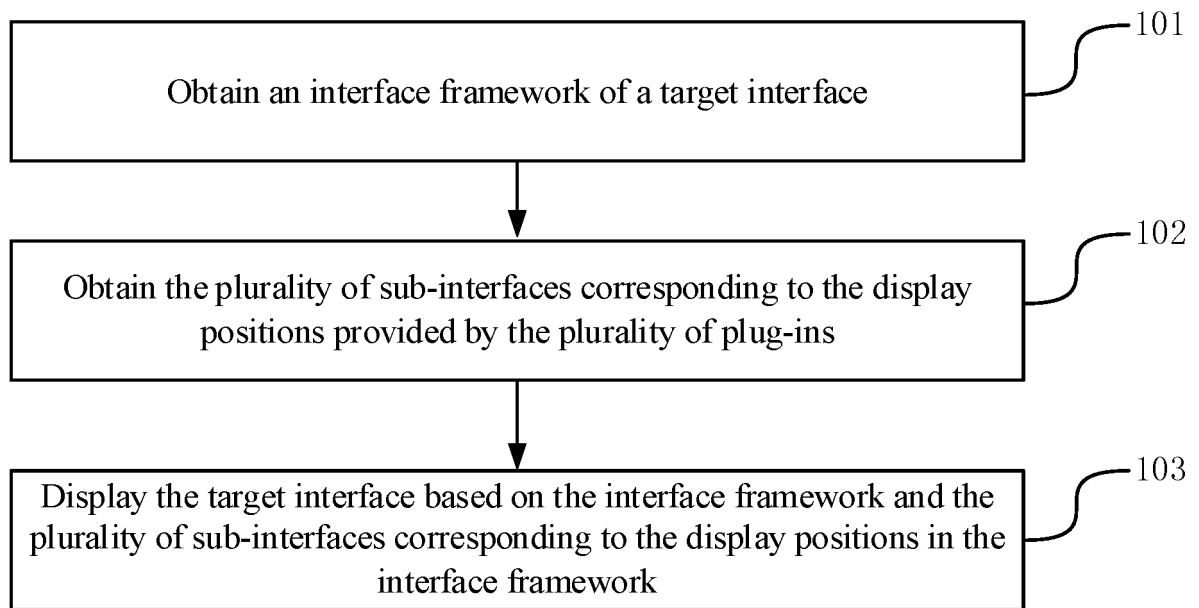 101
Obtain an interface framework of a target interface
102
Obtain the plurality of sub-interfaces corresponding to the display
positions provided by the plurality of plug-ins
103
Display the target interface based on the interface framework and the
plurality of sub-interfaces corresponding to the display positions in the
interface framework